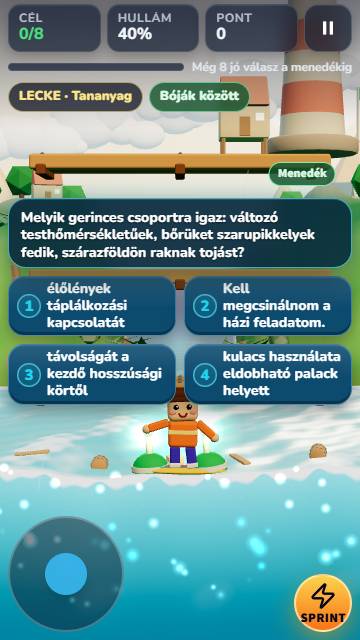 CÉL
0/8
HULLÁM
40%
PONT
0
Még 8 jó válasz a menedékig
LECKE · Tananyag
Bóják között
Menedék
Melyik gerinces csoportra igaz: változó
testhőmérsékletűek, bőrüket szarupikkelyek
fedik, szárazföldön raknak tojást?
1
élőlények
táplálkozási
kapcsolatát
2
Kell
megcsinálnom a
házi feladatom.
3
távolságát a
kezdő hosszúsági
körtől
4
kulacs használata
eldobható palack
helyett
SPRINT